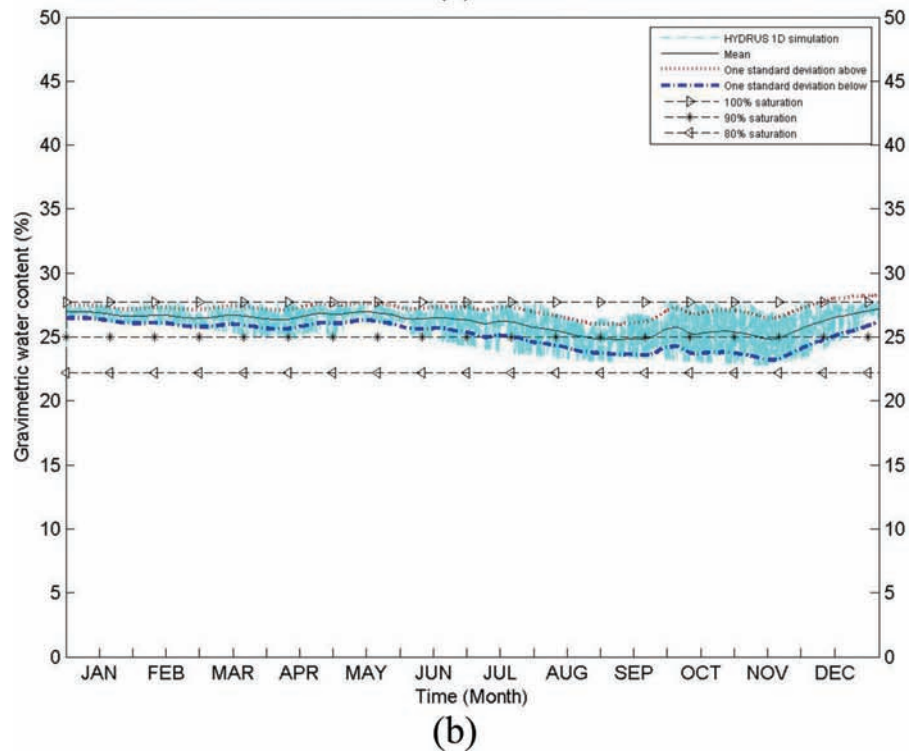 HYDRUS 1D simulation
Mean
One standard deviation above
One standard deviation below
100% saturation
90% saturation
80% saturation
50
45
40
35
30
25
20
15
10
5
0
50
45
40
35
30
25
20
15
10
5
0
Gravimetric water content (%)
JAN FEB MAR APR MAY JUN JUL AUG SEP OCT NOV DEC
Time (Month)
(b)